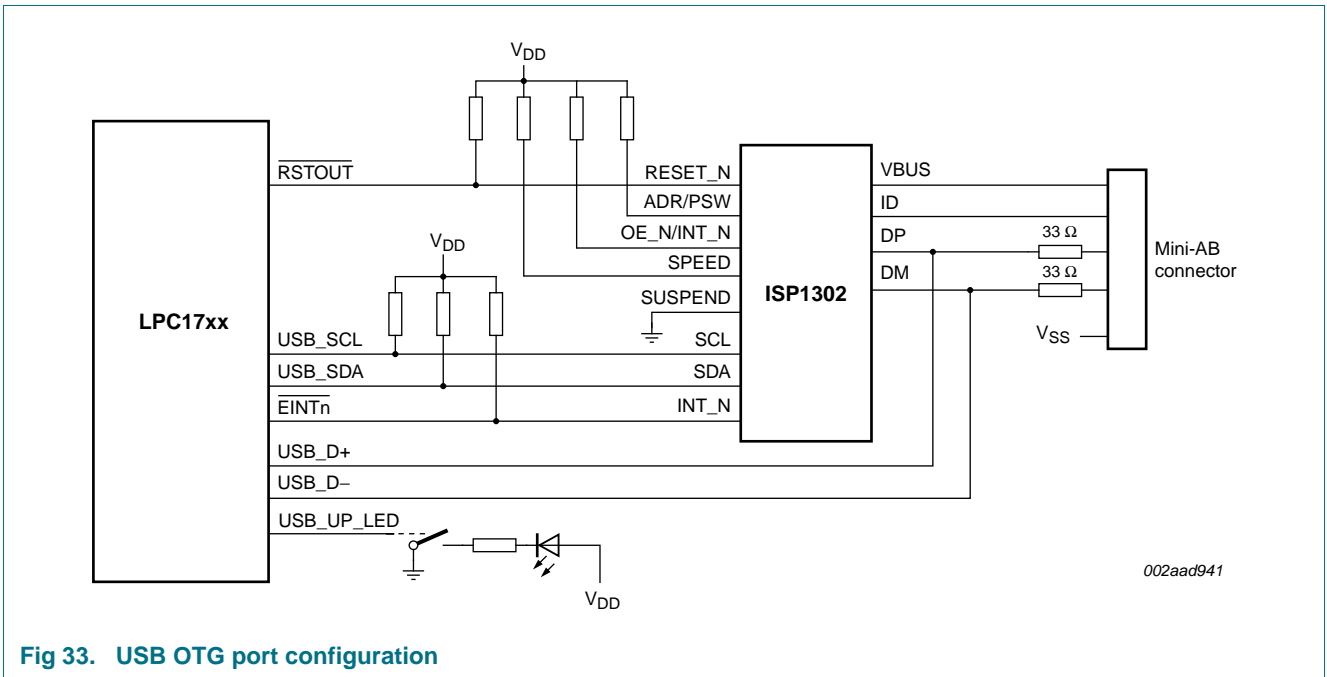 VDD
RSTOUT
RESET_N
VBUS
ADR/PSW
ID
OE_N/INT_N
DP
33 Ω
Mini-AB
connector
VDD
SPEED
DM
33 Ω
SUSPEND
ISP1302
LPC17xx
VSS
USB_SCL
SCL
USB_SDA
SDA
EINTn
INT_N
USB_D+
USB_D−
USB_UP_LED
VDD
002aad941
Fig 33. USB OTG port configuration